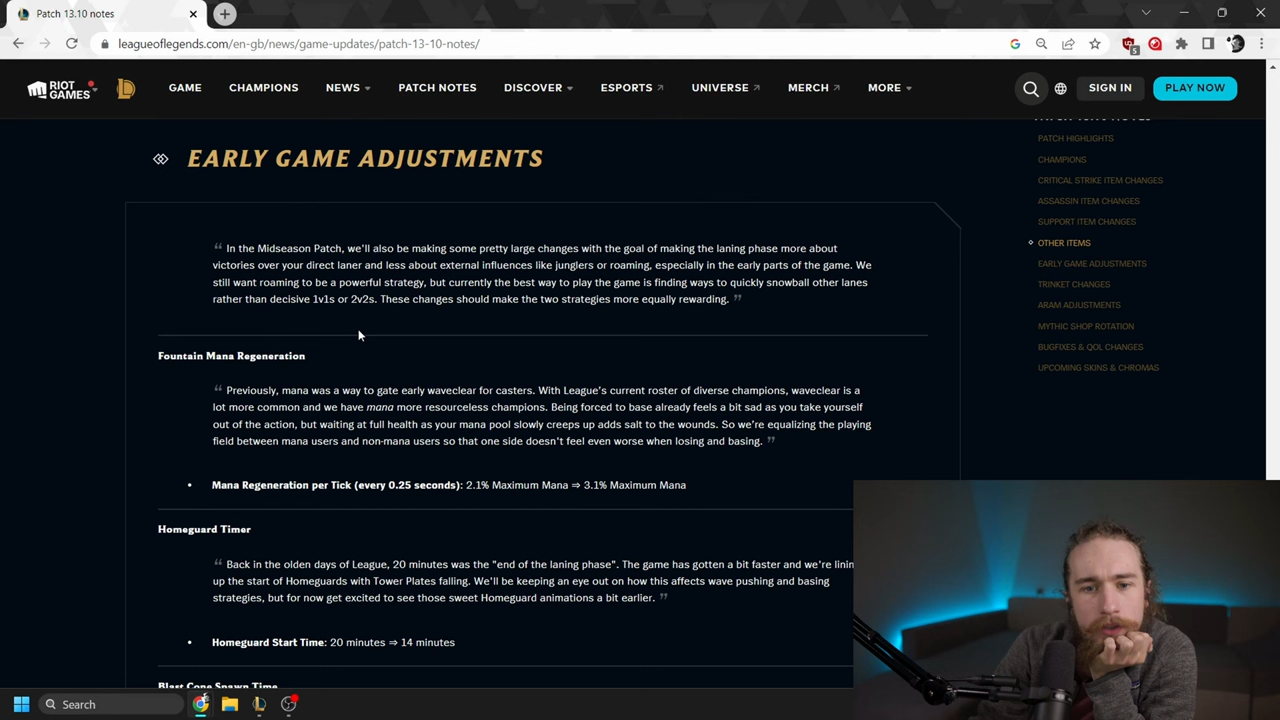 Patch 13.10 notes
leagueoflegends.com/en-gb/news/game-updates/patch-13-10-notes/
5
RIOT GAMES
GAME CHAMPIONS NEWS PATCH NOTES DISCOVER ESPORTS UNIVERSE MERCH MORE SIGN IN PLAY NOW
EARLY GAME ADJUSTMENTS
“ In the Midseason Patch, we'll also be making some pretty large changes with the goal of making the laning phase more about
victories over your direct laner and less about external influences like junglers or roaming, especially in the early parts of the game. We
still want roaming to be a powerful strategy, but currently the best way to play the game is finding ways to quickly snowball other lanes
rather than decisive 1v1s or 2v2s. These changes should make the two strategies more equally rewarding. ”
Fountain Mana Regeneration
“ Previously, mana was a way to gate early waveclear for casters. With League's current roster of diverse champions, waveclear is a
lot more common and we have mana more resourceless champions. Being forced to base already feels a bit sad as you take yourself
out of the action, but waiting at full health as your mana pool slowly creeps up adds salt to the wounds. So we're equalizing the playing
field between mana users and non-mana users so that one side doesn't feel even worse when losing and basing. ”
• Mana Regeneration per Tick (every 0.25 seconds): 2.1% Maximum Mana ⇒ 3.1% Maximum Mana
Homeguard Timer
“ Back in the olden days of League, 20 minutes was the "end of the laning phase". The game has gotten a bit faster and we're linin
up the start of Homeguards with Tower Plates falling. We'll be keeping an eye out on how this affects wave pushing and basing
strategies, but for now get excited to see those sweet Homeguard animations a bit earlier. ”
• Homeguard Start Time: 20 minutes ⇒ 14 minutes
Blast Cone Spawn Time
PATCH HIGHLIGHTS
CHAMPIONS
CRITICAL STRIKE ITEM CHANGES
ASSASSIN ITEM CHANGES
SUPPORT ITEM CHANGES
OTHER ITEMS
EARLY GAME ADJUSTMENTS
TRINKET CHANGES
ARAM ADJUSTMENTS
MYTHIC SHOP ROTATION
BUGFIXES & QOL CHANGES
UPCOMING SKINS & CHROMAS
Search